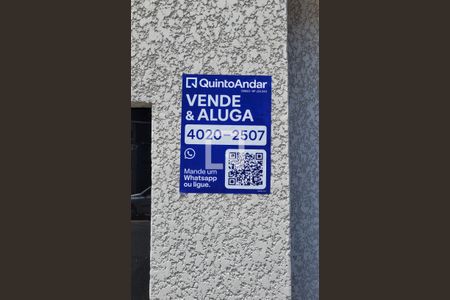 QuintoAndar
VENDE
& ALUGA
4020-2507
Mande um
Whatsapp
ou ligue.